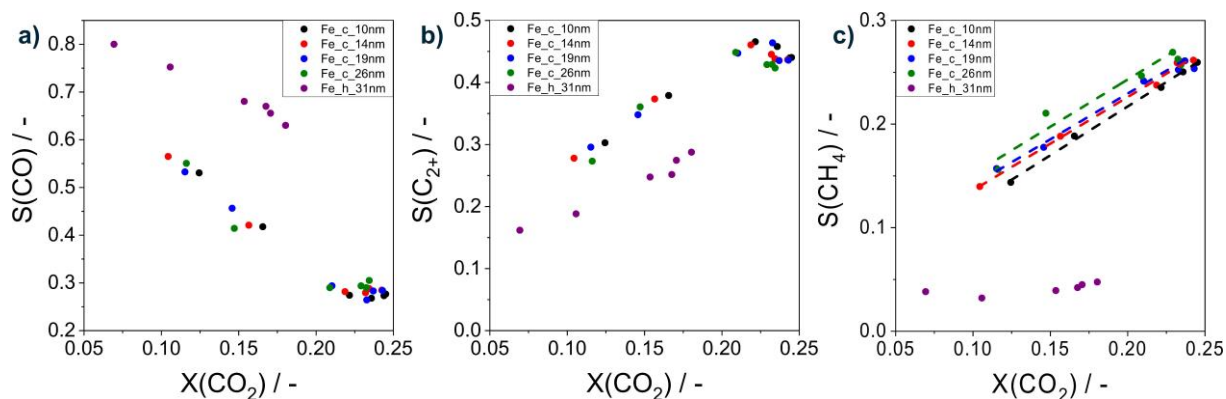 a)
Fe_c_10nm
Fe_c_14nm
Fe_c_19nm
Fe_c_26nm
Fe_h_31nm
S(CO) / -
0.8
0.7
0.6
0.5
0.4
0.3
0.2
0.05 0.10 0.15 0.20 0.25
X(CO₂) / -
b)
Fe_c_10nm
Fe_c_14nm
Fe_c_19nm
Fe_c_26nm
Fe_h_31nm
S(C₂₊) / -
0.5
0.4
0.3
0.2
0.1
0.0
0.05 0.10 0.15 0.20 0.25
X(CO₂) / -
c)
Fe_c_10nm
Fe_c_14nm
Fe_c_19nm
Fe_c_26nm
Fe_h_31nm
S(CH₄) / -
0.3
0.2
0.1
0.0
0.05 0.10 0.15 0.20 0.25
X(CO₂) / -